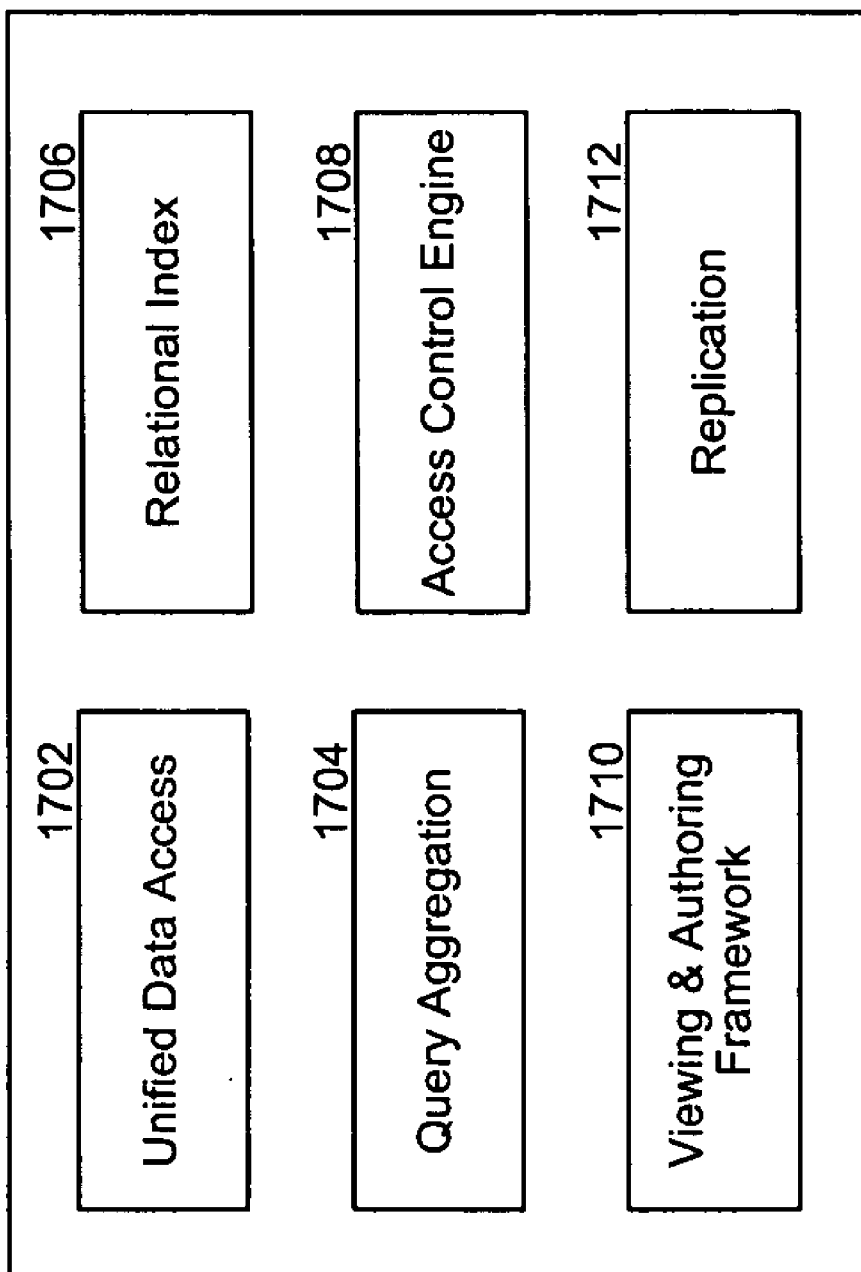 1702
Unified Data Access
1706
Relational Index
1704
Query Aggregation
1708
Access Control Engine
1710
Viewing & Authoring
Framework
1712
Replication